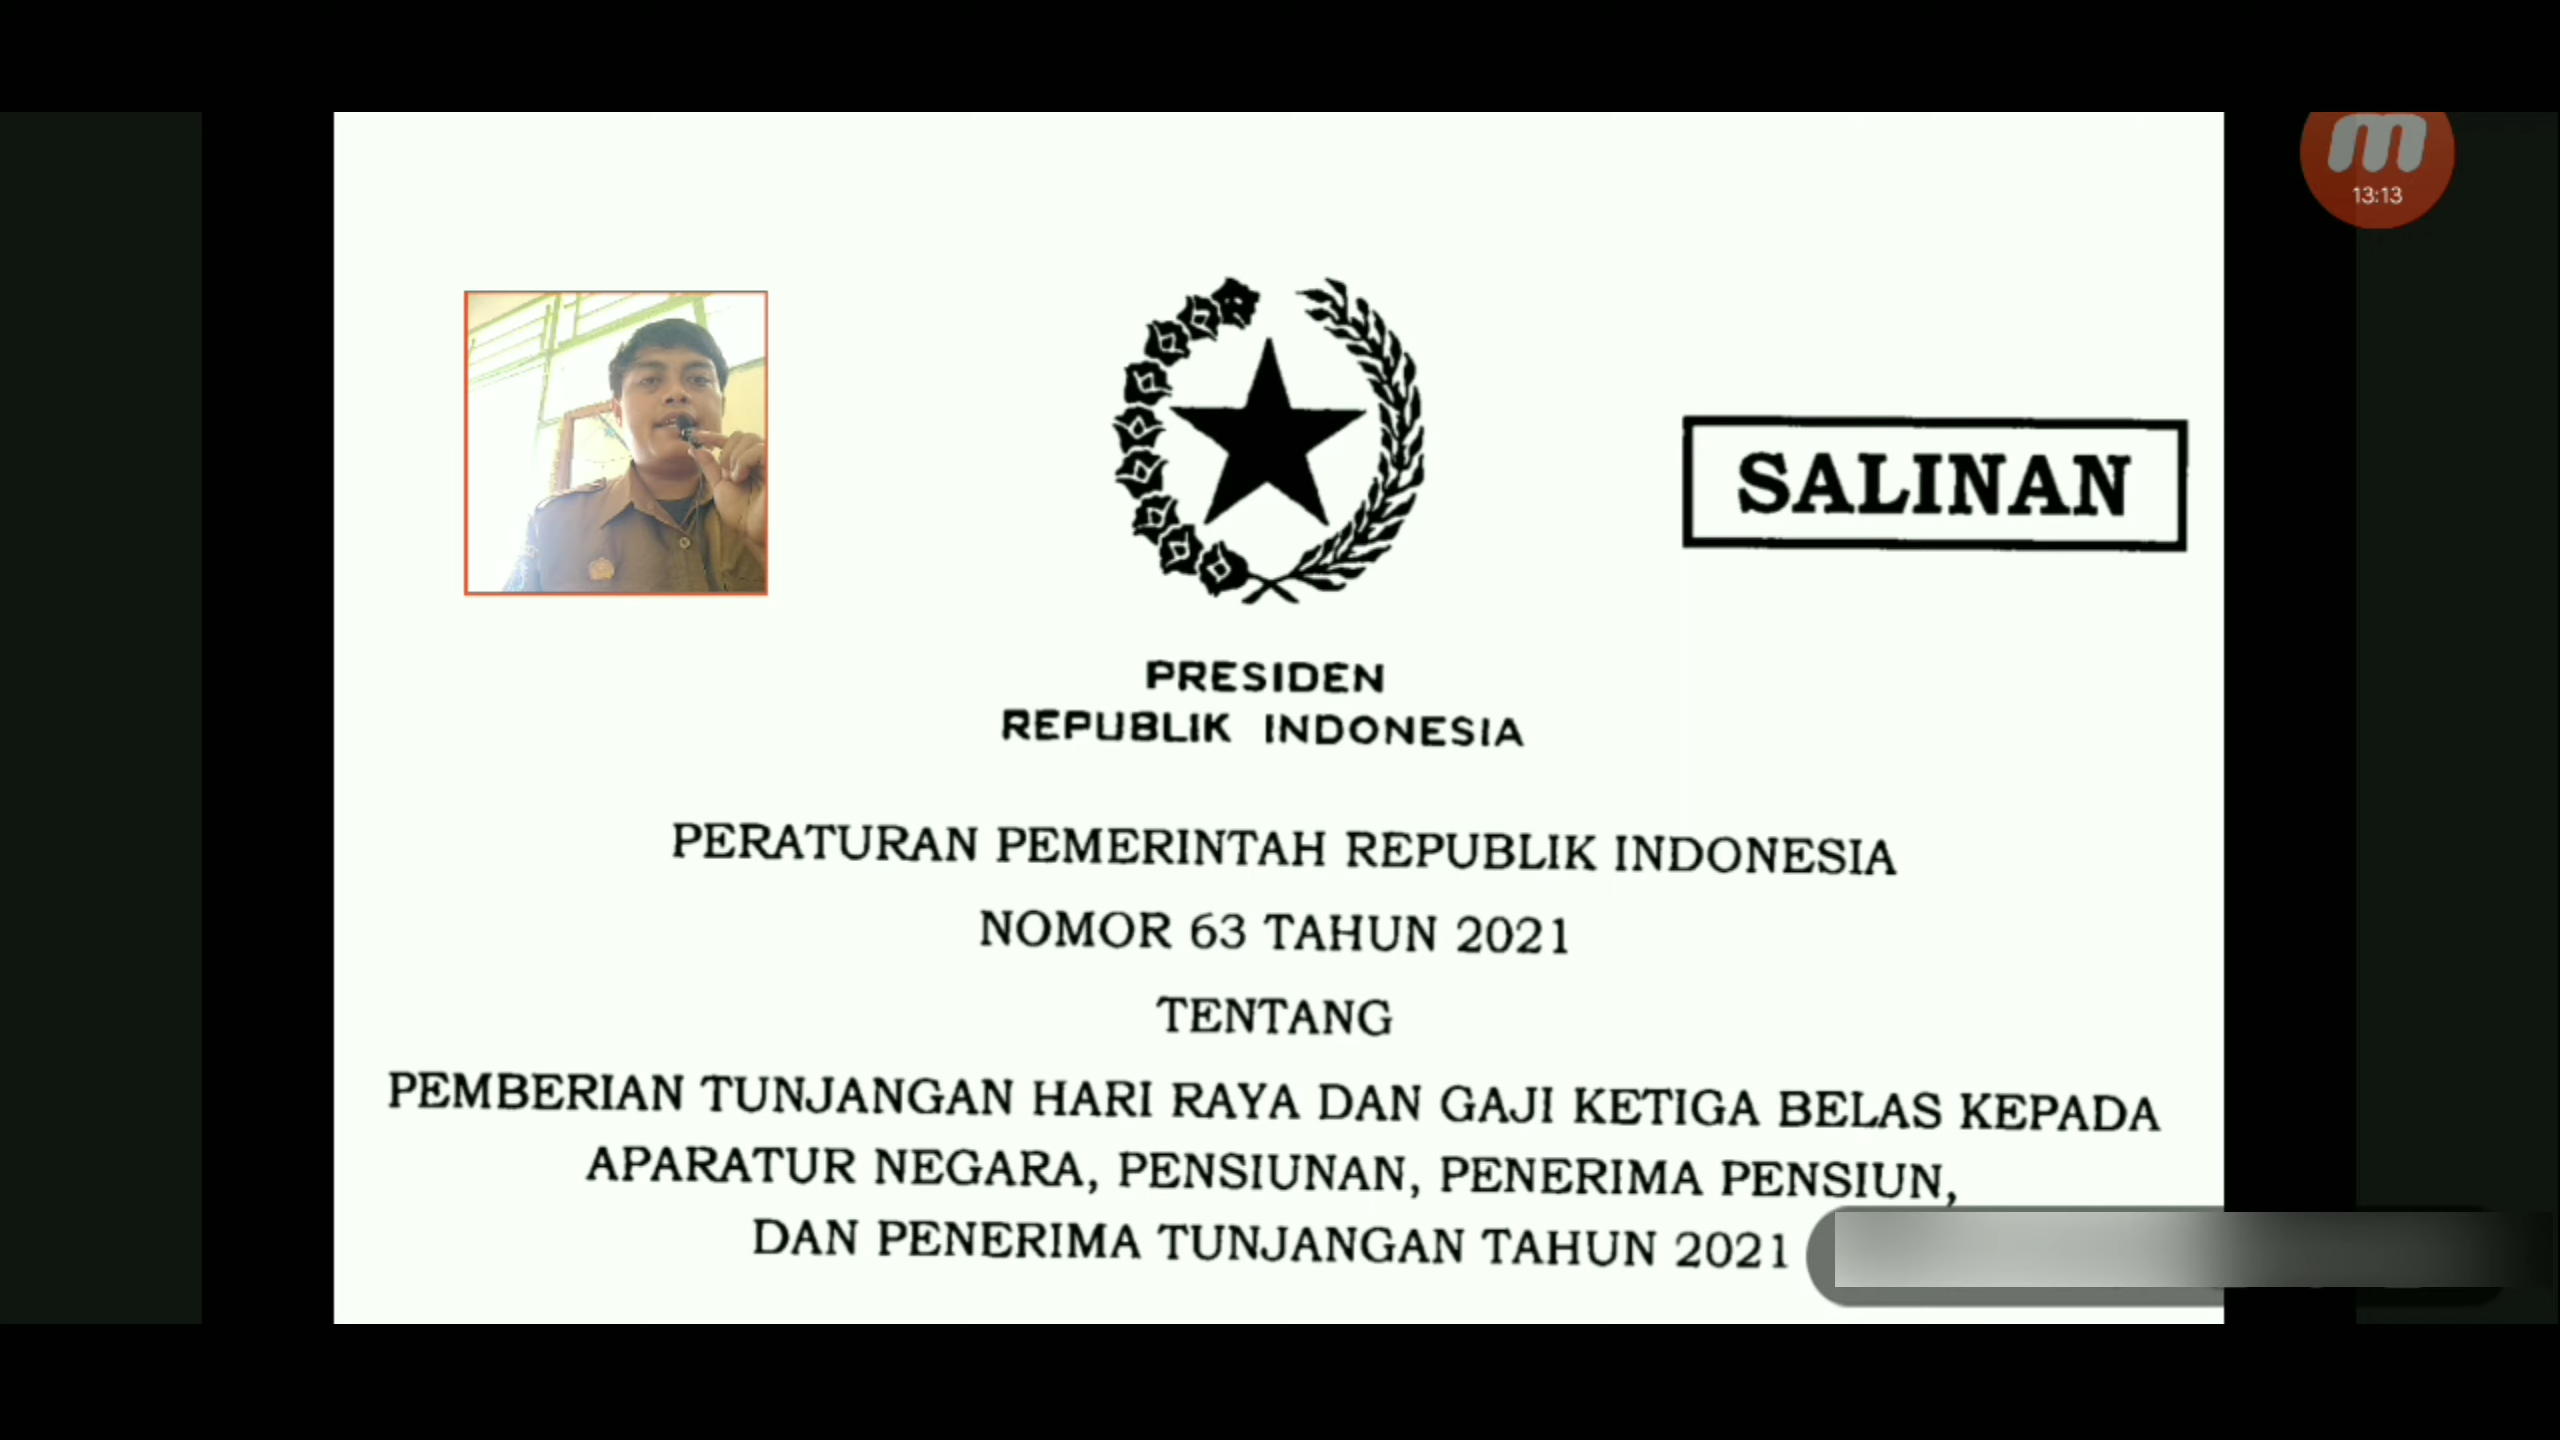 m
13:13
SALINAN
PRESIDEN
REPUBLIK INDONESIA
PERATURAN PEMERINTAH REPUBLIK INDONESIA
NOMOR 63 TAHUN 2021
TENTANG
PEMBERIAN TUNJANGAN HARI RAYA DAN GAJI KETIGA BELAS KEPADA
APARATUR NEGARA, PENSIUNAN, PENERIMA PENSIUN,
DAN PENERIMA TUNJANGAN TAHUN 2021